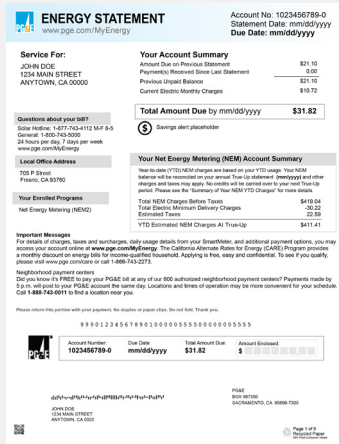 PG&E
ENERGY STATEMENT
www.pge.com/MyEnergy
Account No: 1023456789-0
Statement Date: mm/dd/yyyy
Due Date: mm/dd/yyyy
Service For:
JOHN DOE
1234 MAIN STREET
ANYTOWN, CA 00000
Your Account Summary
Amount Due on Previous Statement $21.10
Payment(s) Received Since Last Statement 0.00
Previous Unpaid Balance $21.10
Current Electric Monthly Charges $10.72
Total Amount Due by mm/dd/yyyy $31.82
$ Savings alert placeholder
Questions about your bill?
Solar Hotline: 1-877-743-4112 M-F 8-5
General: 1-800-743-5000
24 hours per day, 7 days per week
www.pge.com/MyEnergy
Local Office Address
705 P Street
Fresno, CA 93760
Your Enrolled Programs
Net Energy Metering (NEM2)
Your Net Energy Metering (NEM) Account Summary
Year-to-date (YTD) NEM charges are based on your YTD usage. Your NEM
balance will be reconciled on your annual True-Up statement (mm/yyyy) and other
charges and taxes may apply. No credits will be carried over to your next True-Up
period. Please see the "Summary of Your NEM YTD Charges" for more details.
Total NEM Charges Before Taxes $419.04
Total Electric Minimum Delivery Charges -30.22
Estimated Taxes 22.59
YTD Estimated NEM Charges At True-Up $411.41
Important Messages
For details of charges, taxes and surcharges, daily usage details from your SmartMeter, and additional payment options, you may
access your account online at www.pge.com/MyEnergy. The California Alternate Rates for Energy (CARE) Program provides
a monthly discount on energy bills for income-qualified household. Applying is free, easy and confidential. To see if you qualify,
please visit www.pge.com/care or call 1-866-743-2273.
Neighborhood payment centers
Did you know it's FREE to pay your PG&E bill at any of our 600 authorized neighborhood payment centers? Payments made by
5 p.m. will post to your PG&E account the same day. Locations and times of operation may be more convenient for your schedule.
Call 1-888-743-0011 to find a location near you.
Please return this portion with your payment. No staples or paper clips. Do not fold. Thank you.
Account Number: Due Date: Total Amount Due: Amount Enclosed:
1023456789-0 mm/dd/yyyy $31.82 $
PG&E
PG&E
BOX 997300
SACRAMENTO, CA 95899-7300
JOHN DOE
1234 MAIN STREET
ANYTOWN, CA 0000
Page 1 of 6
Recycled Paper